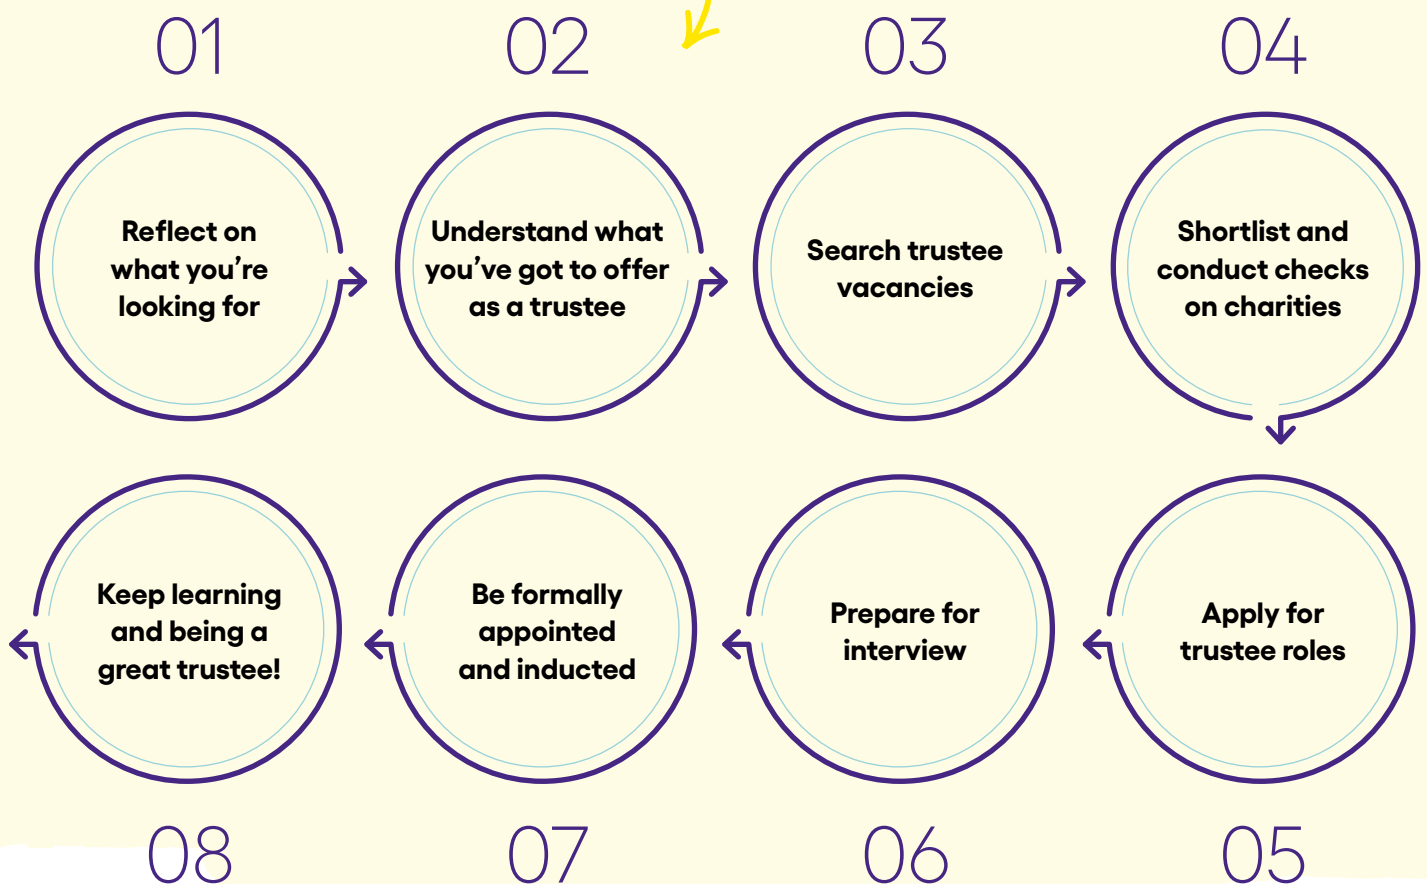 01
Reflect on
what you’re
looking for
02
Understand what
you’ve got to offer
as a trustee
03
Search trustee
vacancies
04
Shortlist and
conduct checks
on charities
05
Apply for
trustee roles
06
Prepare for
interview
07
Be formally
appointed
and inducted
08
Keep learning
and being a
great trustee!